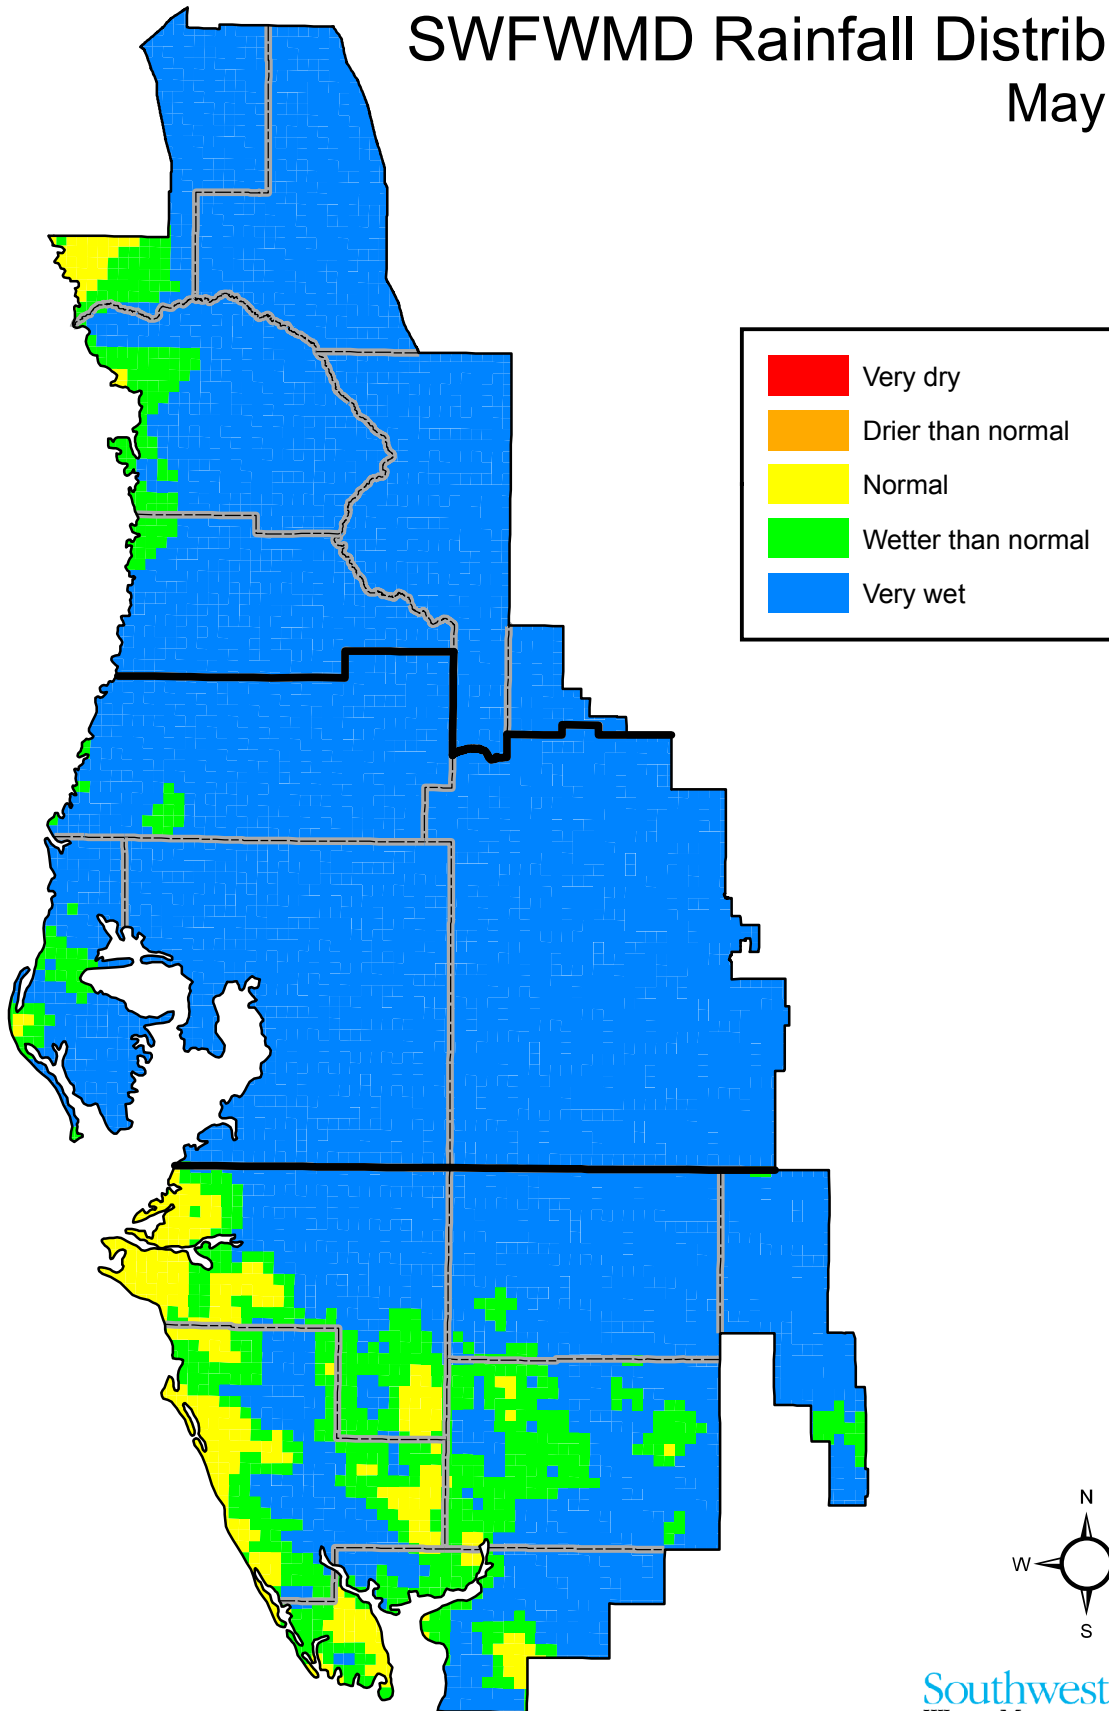 SWFWMD Rainfall Distrib
May
Very dry
Drier than normal
Normal
Wetter than normal
Very wet
N
W
S
Southwest